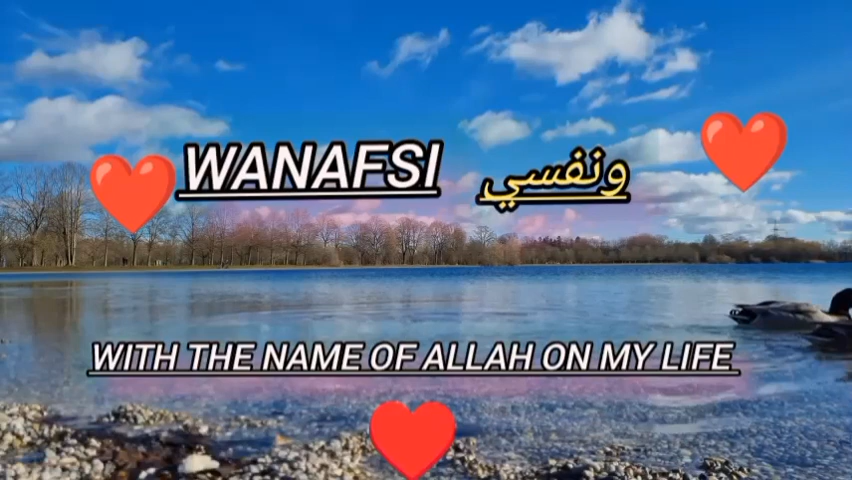 WANAFSI ونفسي
WITH THE NAME OF ALLAH ON MY LIFE